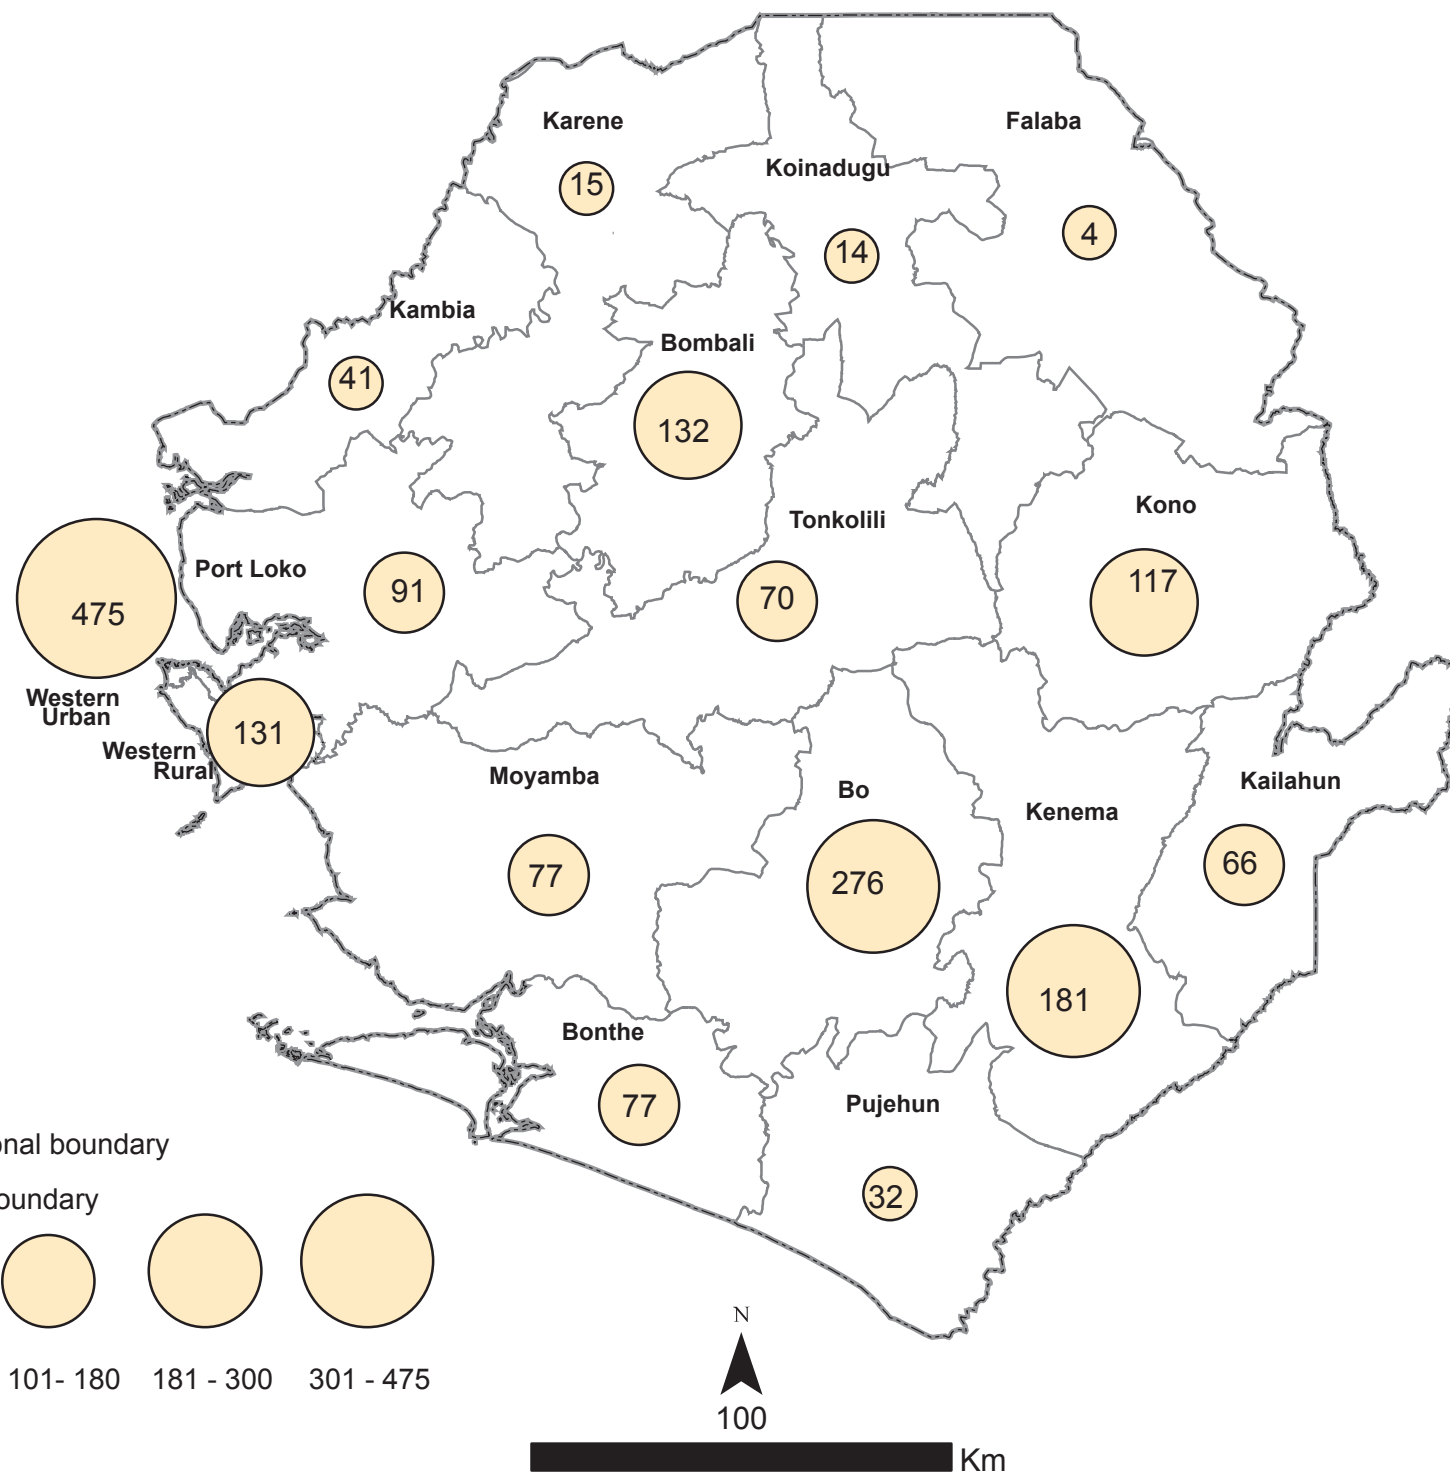 Karene
Falaba
Koinadugu
15
4
14
Kambia
Bombali
41
132
Kono
Tonkolili
Port Loko
117
91
70
475
Western
Urban
131
Western
Rural
Moyamba
Kailahun
Bo
Kenema
66
77
276
181
Bonthe
77
Pujehun
onal boundary
32
oundary
N
101- 180
181 - 300
301 - 475
100
Km